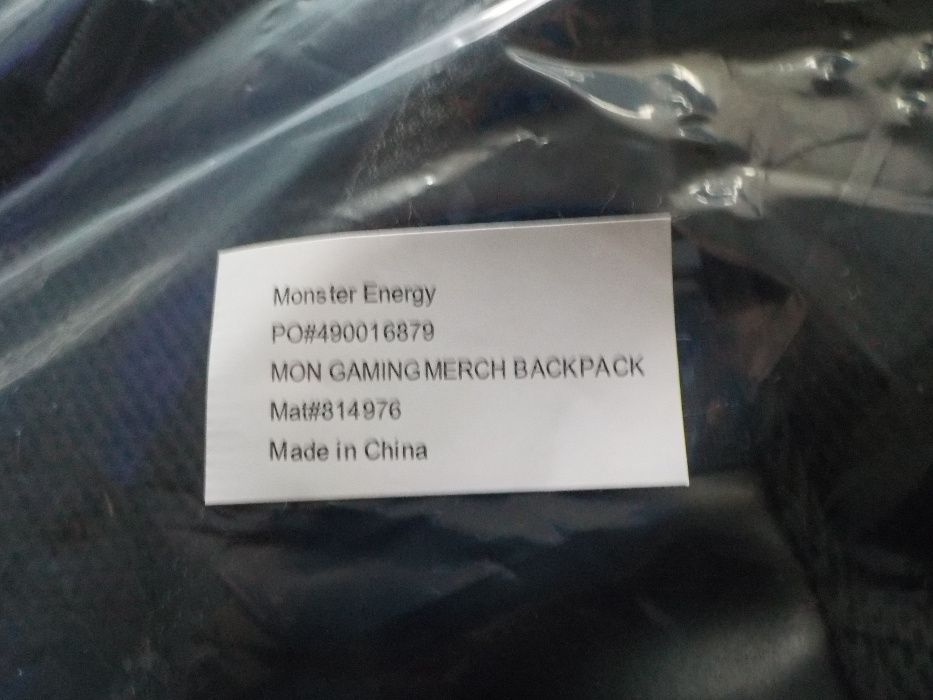 Monster Energy
PO#490016879
MON GAMING MERCH BACKPACK
Mat#814976
Made in China